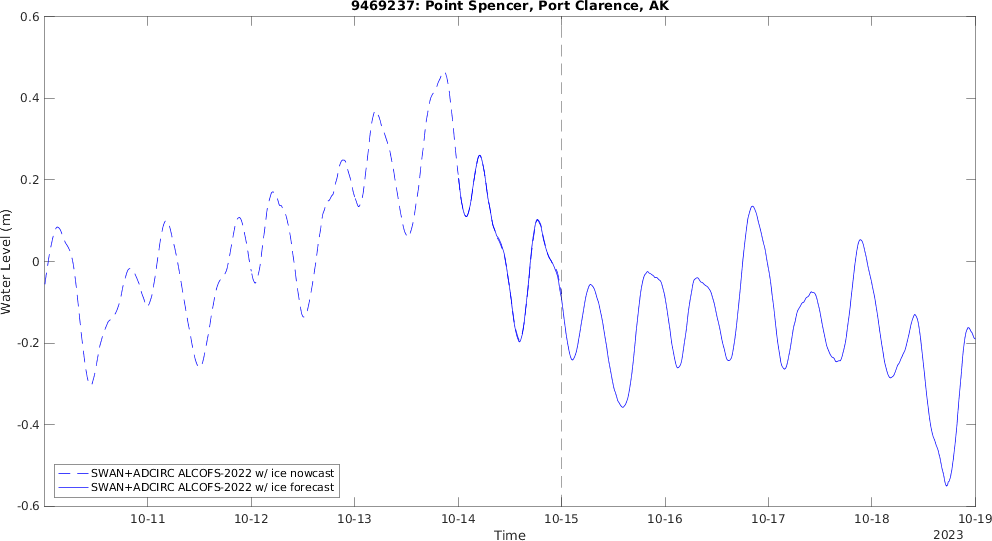 9469237: Point Spencer, Port Clarence, AK
0.6
0.4
0.2
0
-0.2
-0.4
-0.6
Water Level (m)
SWAN+ADCIRC ALCOFS-2022 w/ ice nowcast
SWAN+ADCIRC ALCOFS-2022 w/ ice forecast
10-11 10-12 10-13 10-14 10-15 10-16 10-17 10-18 10-19
Time
2023